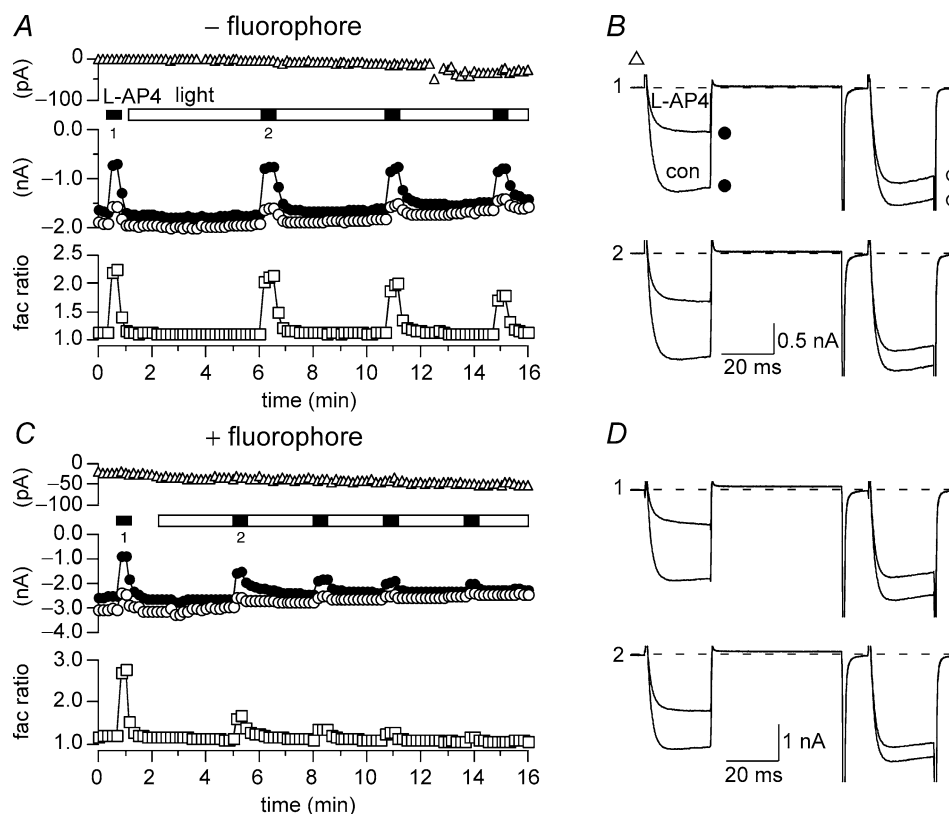 A
− fluorophore
0
−100
(pA)
L-AP4 light
1
2
0.0
−1.0
−2.0
(nA)
2.5
2.0
1.5
1.0
fac ratio
0 2 4 6 8 10 12 14 16
time (min)
B
1
L-AP4
con
2
0.5 nA
20 ms
C
+ fluorophore
0
−50
−100
(pA)
1
2
0.0
−1.0
−2.0
−3.0
−4.0
(nA)
3.0
2.0
1.0
fac ratio
0 2 4 6 8 10 12 14 16
time (min)
D
1
2
1 nA
20 ms